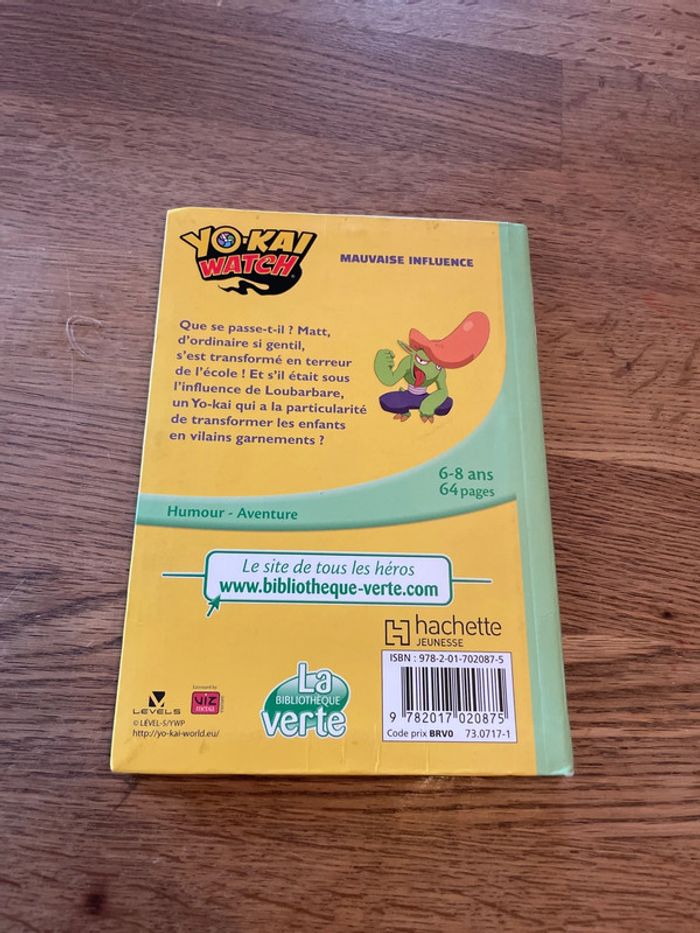 YO-KAI
WATCH
MAUVAISE INFLUENCE
Que se passe-t-il ? Matt,
d'ordinaire si gentil,
s'est transformé en terreur
de l'école ! Et s'il était sous
l'influence de Loubarbare,
un Yo-kai qui a la particularité
de transformer les enfants
en vilains garnements ?
6-8 ans
64 pages
Humour - Aventure
Le site de tous les héros
www.bibliotheque-verte.com
hachette
JEUNESSE
ISBN : 978-2-01-702087-5
9 782017 020875
Code prix BRV0 73.0717-1
La
BIBLIOTHÈQUE
verte
LEVEL5
Licensed by
VIZ
media
© LEVEL-5/YWP
http://yo-kai-world.eu/